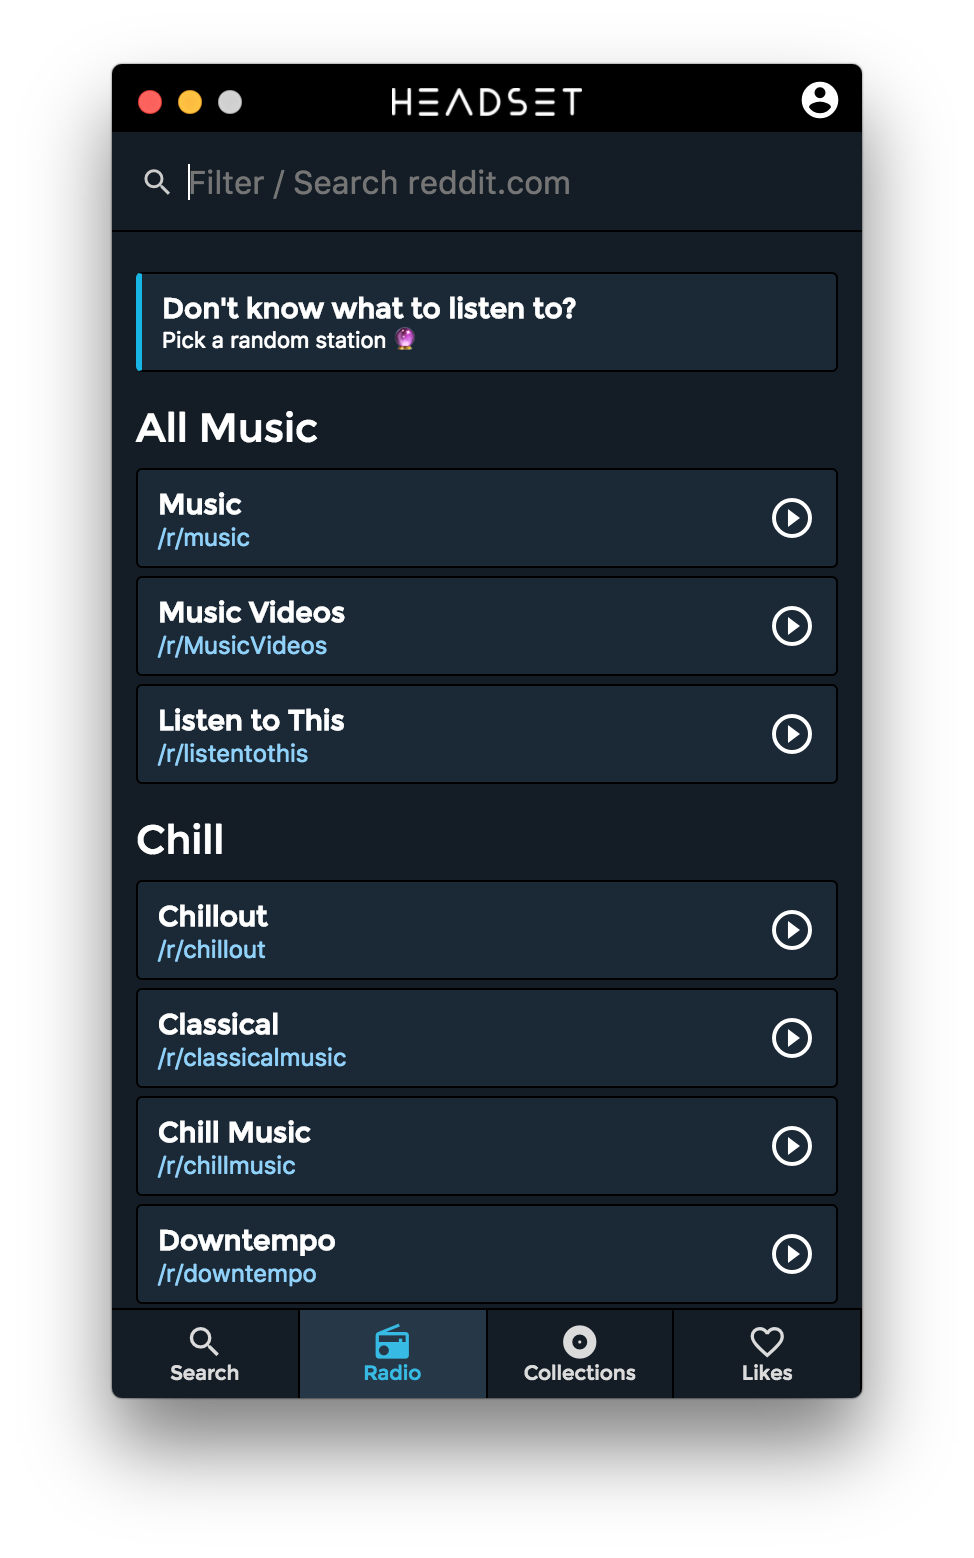 HEADSET
Filter / Search reddit.com
Don't know what to listen to?
Pick a random station 🔮
All Music
Music
/r/music
Music Videos
/r/MusicVideos
Listen to This
/r/listentothis
Chill
Chillout
/r/chillout
Classical
/r/classicalmusic
Chill Music
/r/chillmusic
Downtempo
/r/downtempo
Search
Radio
Collections
Likes